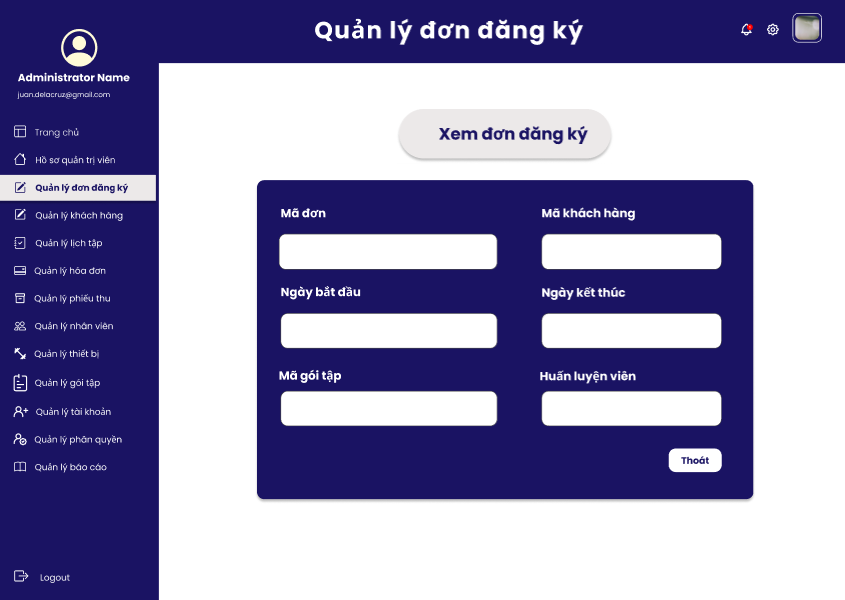 Quản lý đơn đăng ký
Administrator Name
juan.delacruz@gmail.com
Trang chủ
Hồ sơ quản trị viên
Quản lý đơn đăng ký
Quản lý khách hàng
Quản lý lịch tập
Quản lý hóa đơn
Quản lý phiếu thu
Quản lý nhân viên
Quản lý thiết bị
Quản lý gói tập
Quản lý tài khoản
Quản lý phân quyền
Quản lý báo cáo
Logout
Xem đơn đăng ký
Mã đơn
Mã khách hàng
Ngày bắt đầu
Ngày kết thúc
Mã gói tập
Huấn luyện viên
Thoát